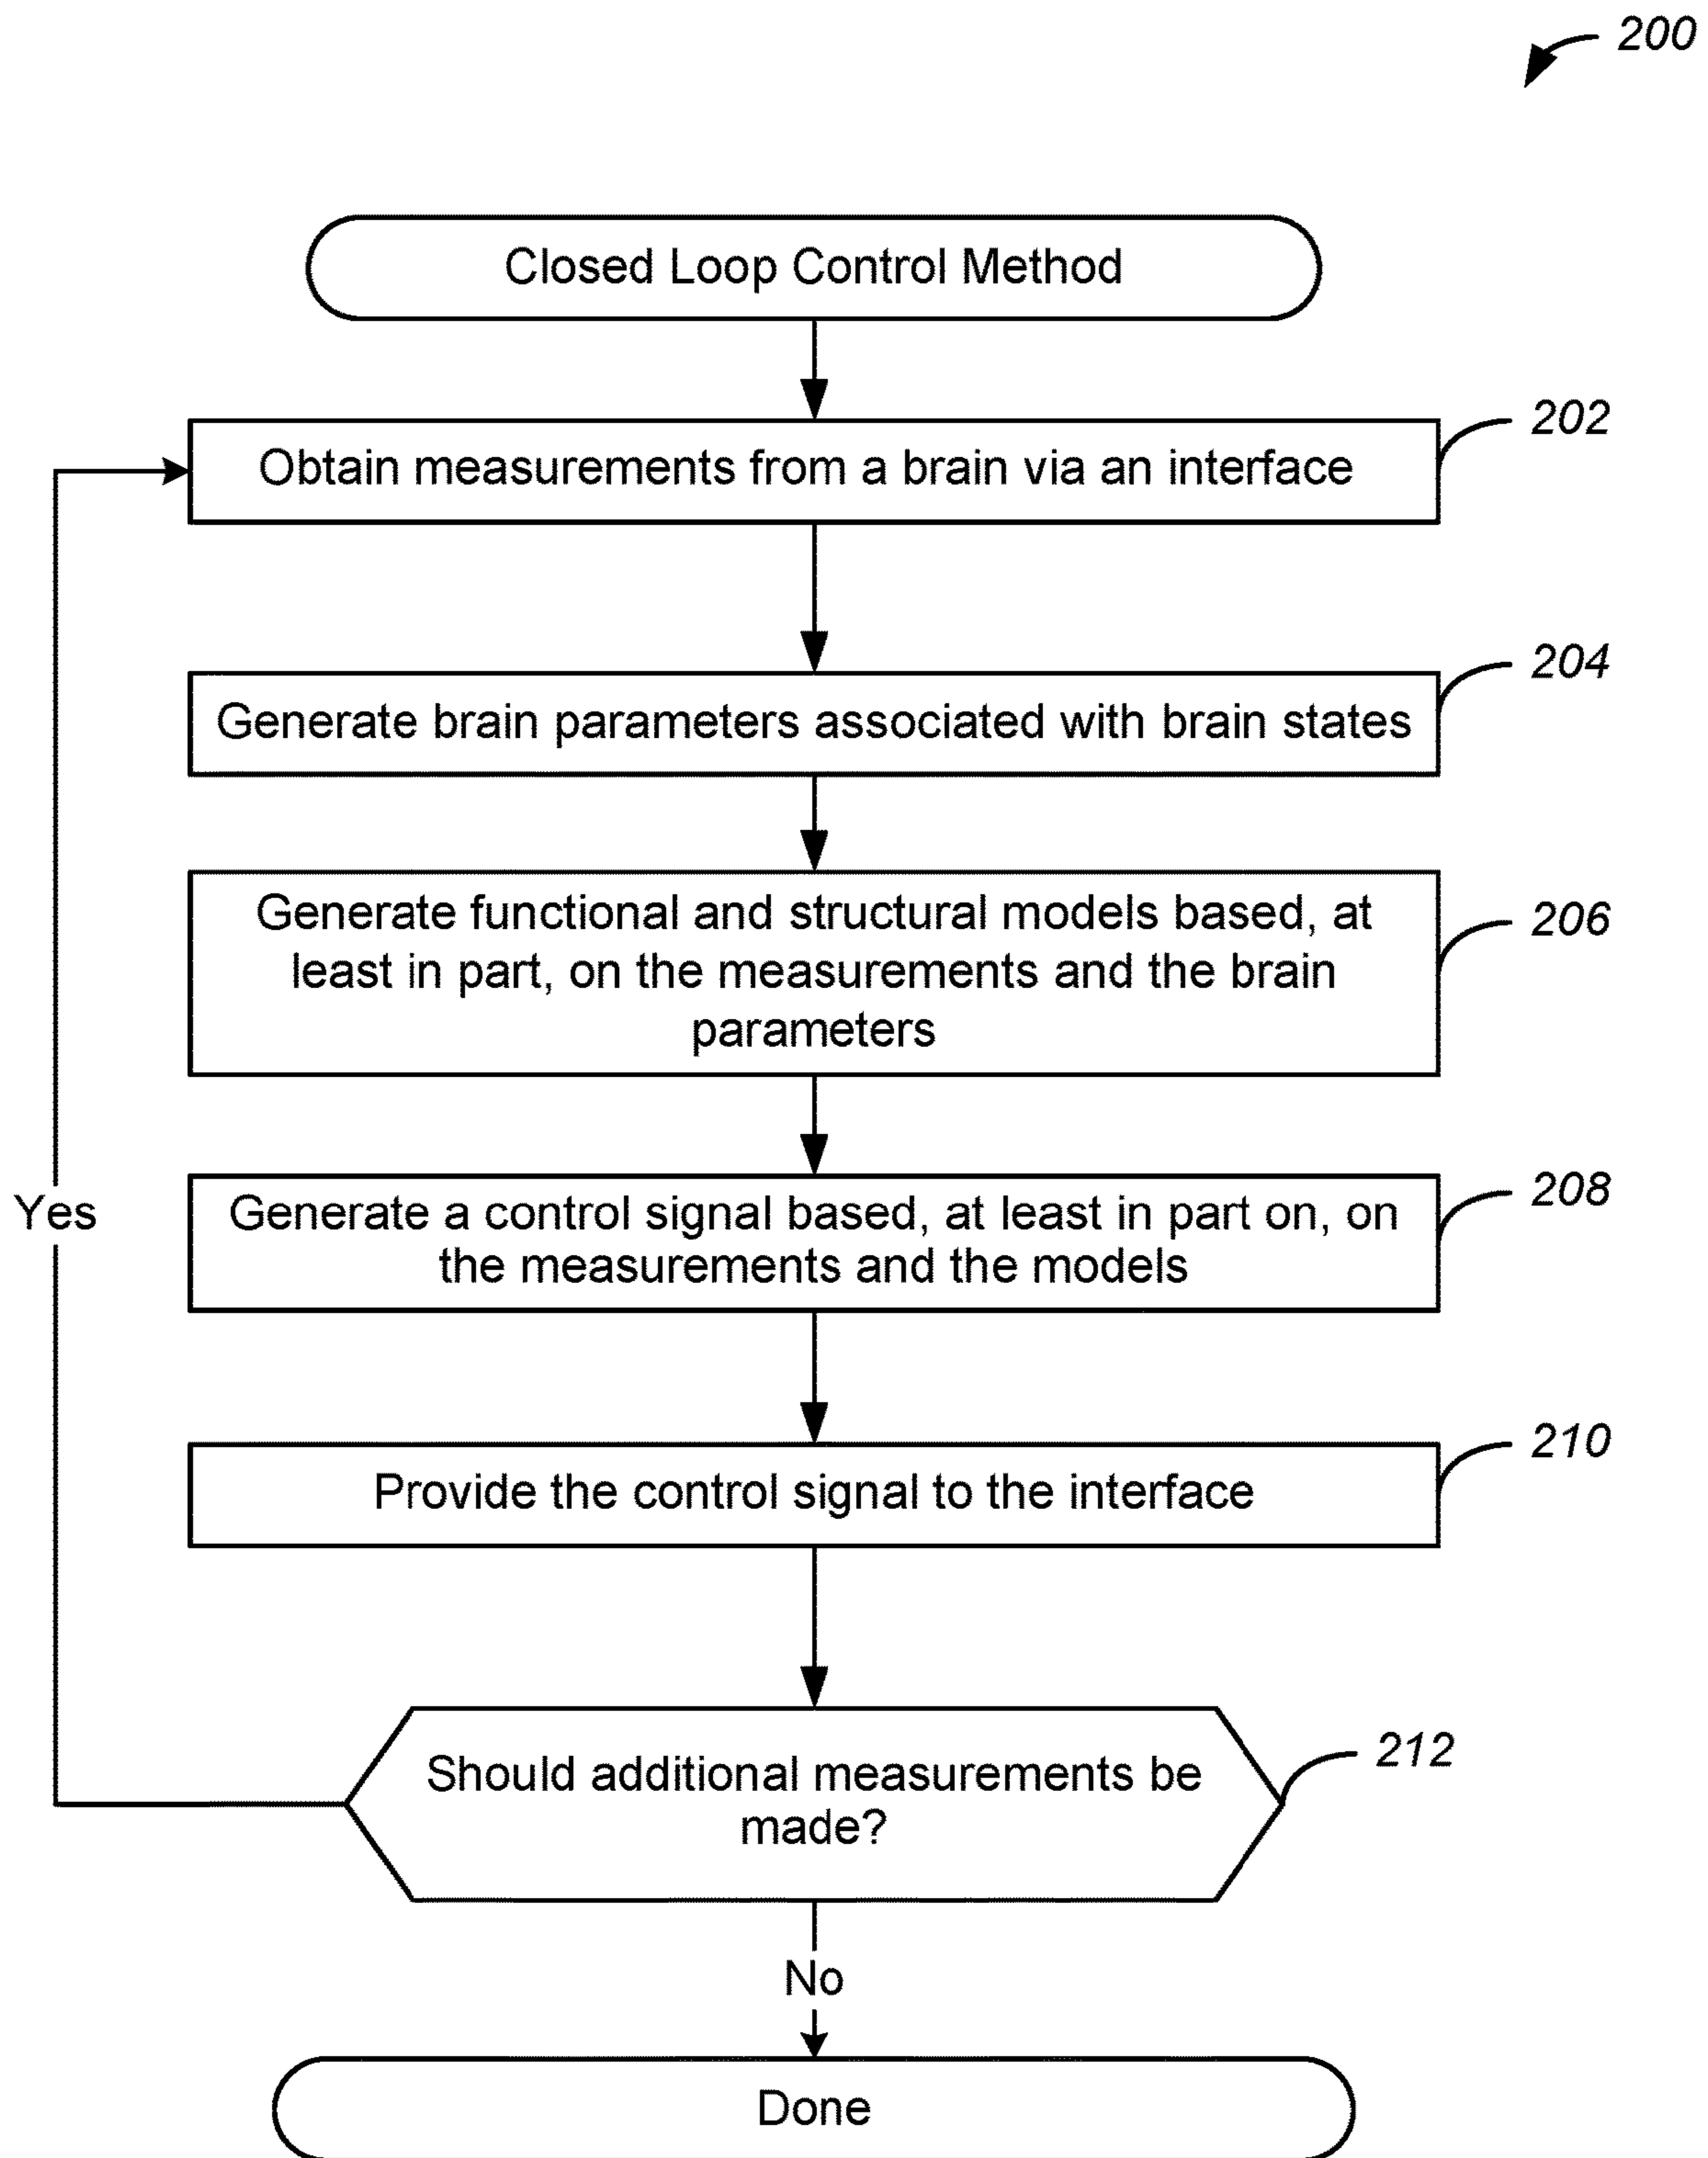 200
Closed Loop Control Method
202
Obtain measurements from a brain via an interface
204
Generate brain parameters associated with brain states
Generate functional and structural models based, at
least in part, on the measurements and the brain
parameters
206
Generate a control signal based, at least in part on, on
the measurements and the models
208
Yes
210
Provide the control signal to the interface
Should additional measurements be
made?
212
No
Done